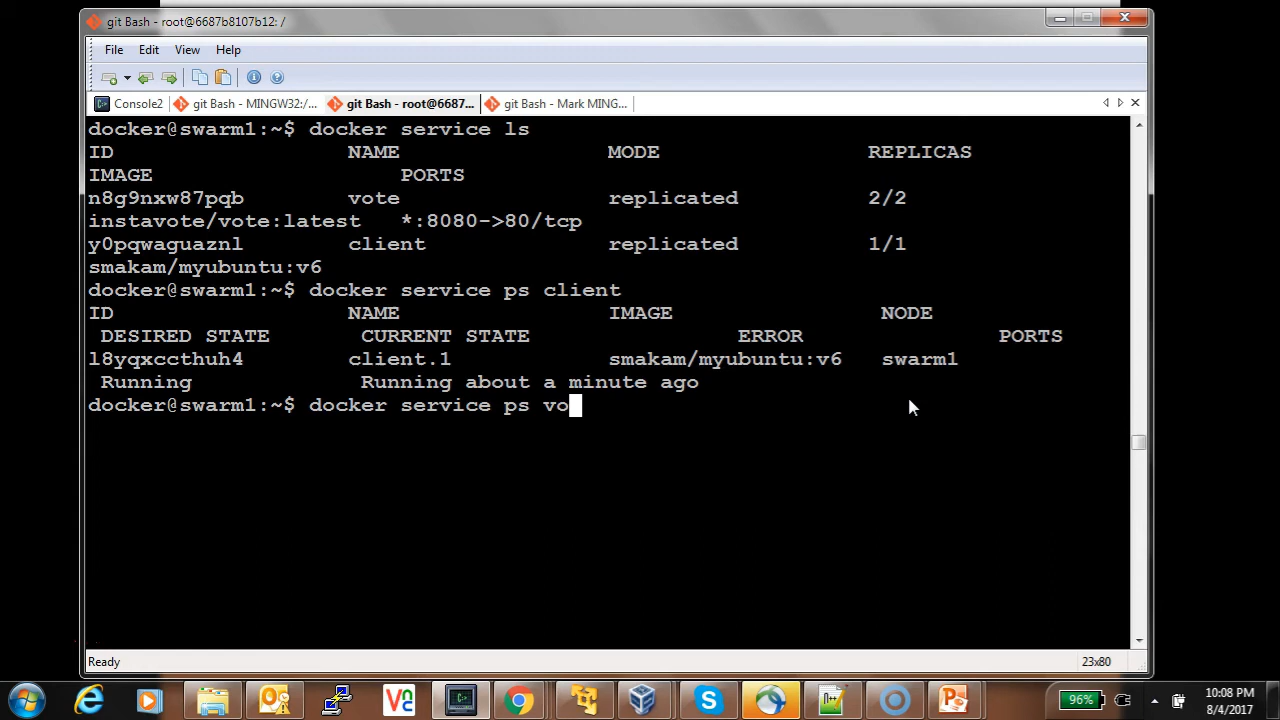 git Bash - root@6687b8107b12: /
File Edit View Help
Console2 git Bash - MINGW32:/... git Bash - root@6687... git Bash - Mark MING...
docker@swarm1:~$ docker service ls
ID NAME MODE REPLICAS
IMAGE PORTS
n8g9nxw87pqb vote replicated 2/2
instavote/vote:latest *:8080->80/tcp
y0pqwaguaznl client replicated 1/1
smakam/myubuntu:v6
docker@swarm1:~$ docker service ps client
ID NAME IMAGE NODE
DESIRED STATE CURRENT STATE ERROR PORTS
l8yqxccthuh4 client.1 smakam/myubuntu:v6 swarm1
Running Running about a minute ago
docker@swarm1:~$ docker service ps vo
Ready 23x80
96% 10:08 PM
8/4/2017